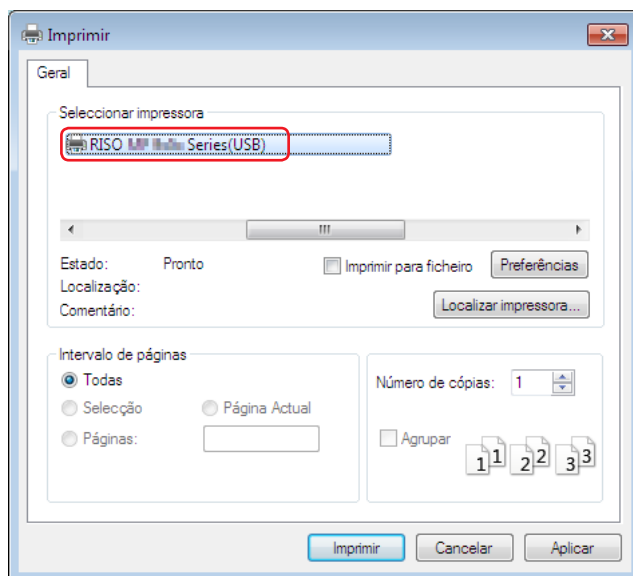 Imprimir
Geral
Seleccionar impressora
RISO Series(USB)
Estado: Pronto
Imprimir para ficheiro
Preferências
Localização:
Comentário:
Localizar impressora...
Intervalo de páginas
Todas
Selecção
Página Actual
Páginas:
Número de cópias: 1
Agrupar
1 1 2 2 3 3
Imprimir
Cancelar
Aplicar